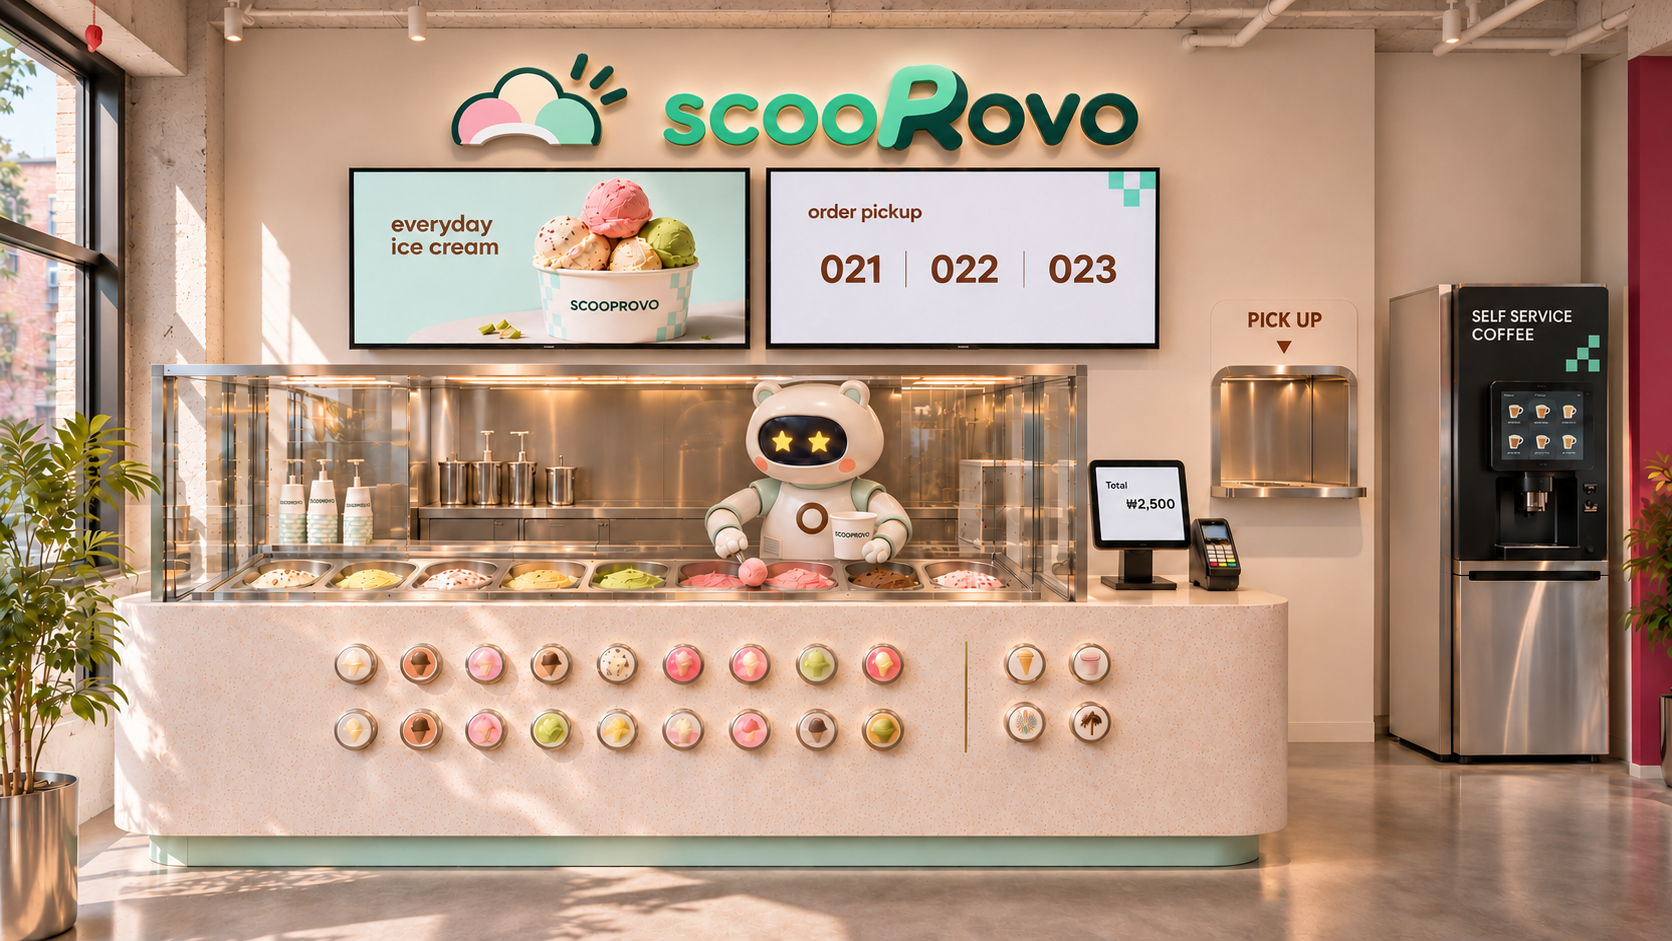 scooRovo
everyday
ice cream
SCOOPROVO
order pickup
021 022 023
PICK UP
SELF SERVICE
COFFEE
Total
₩2,500
SCOOPROVO
SCOOPROVO